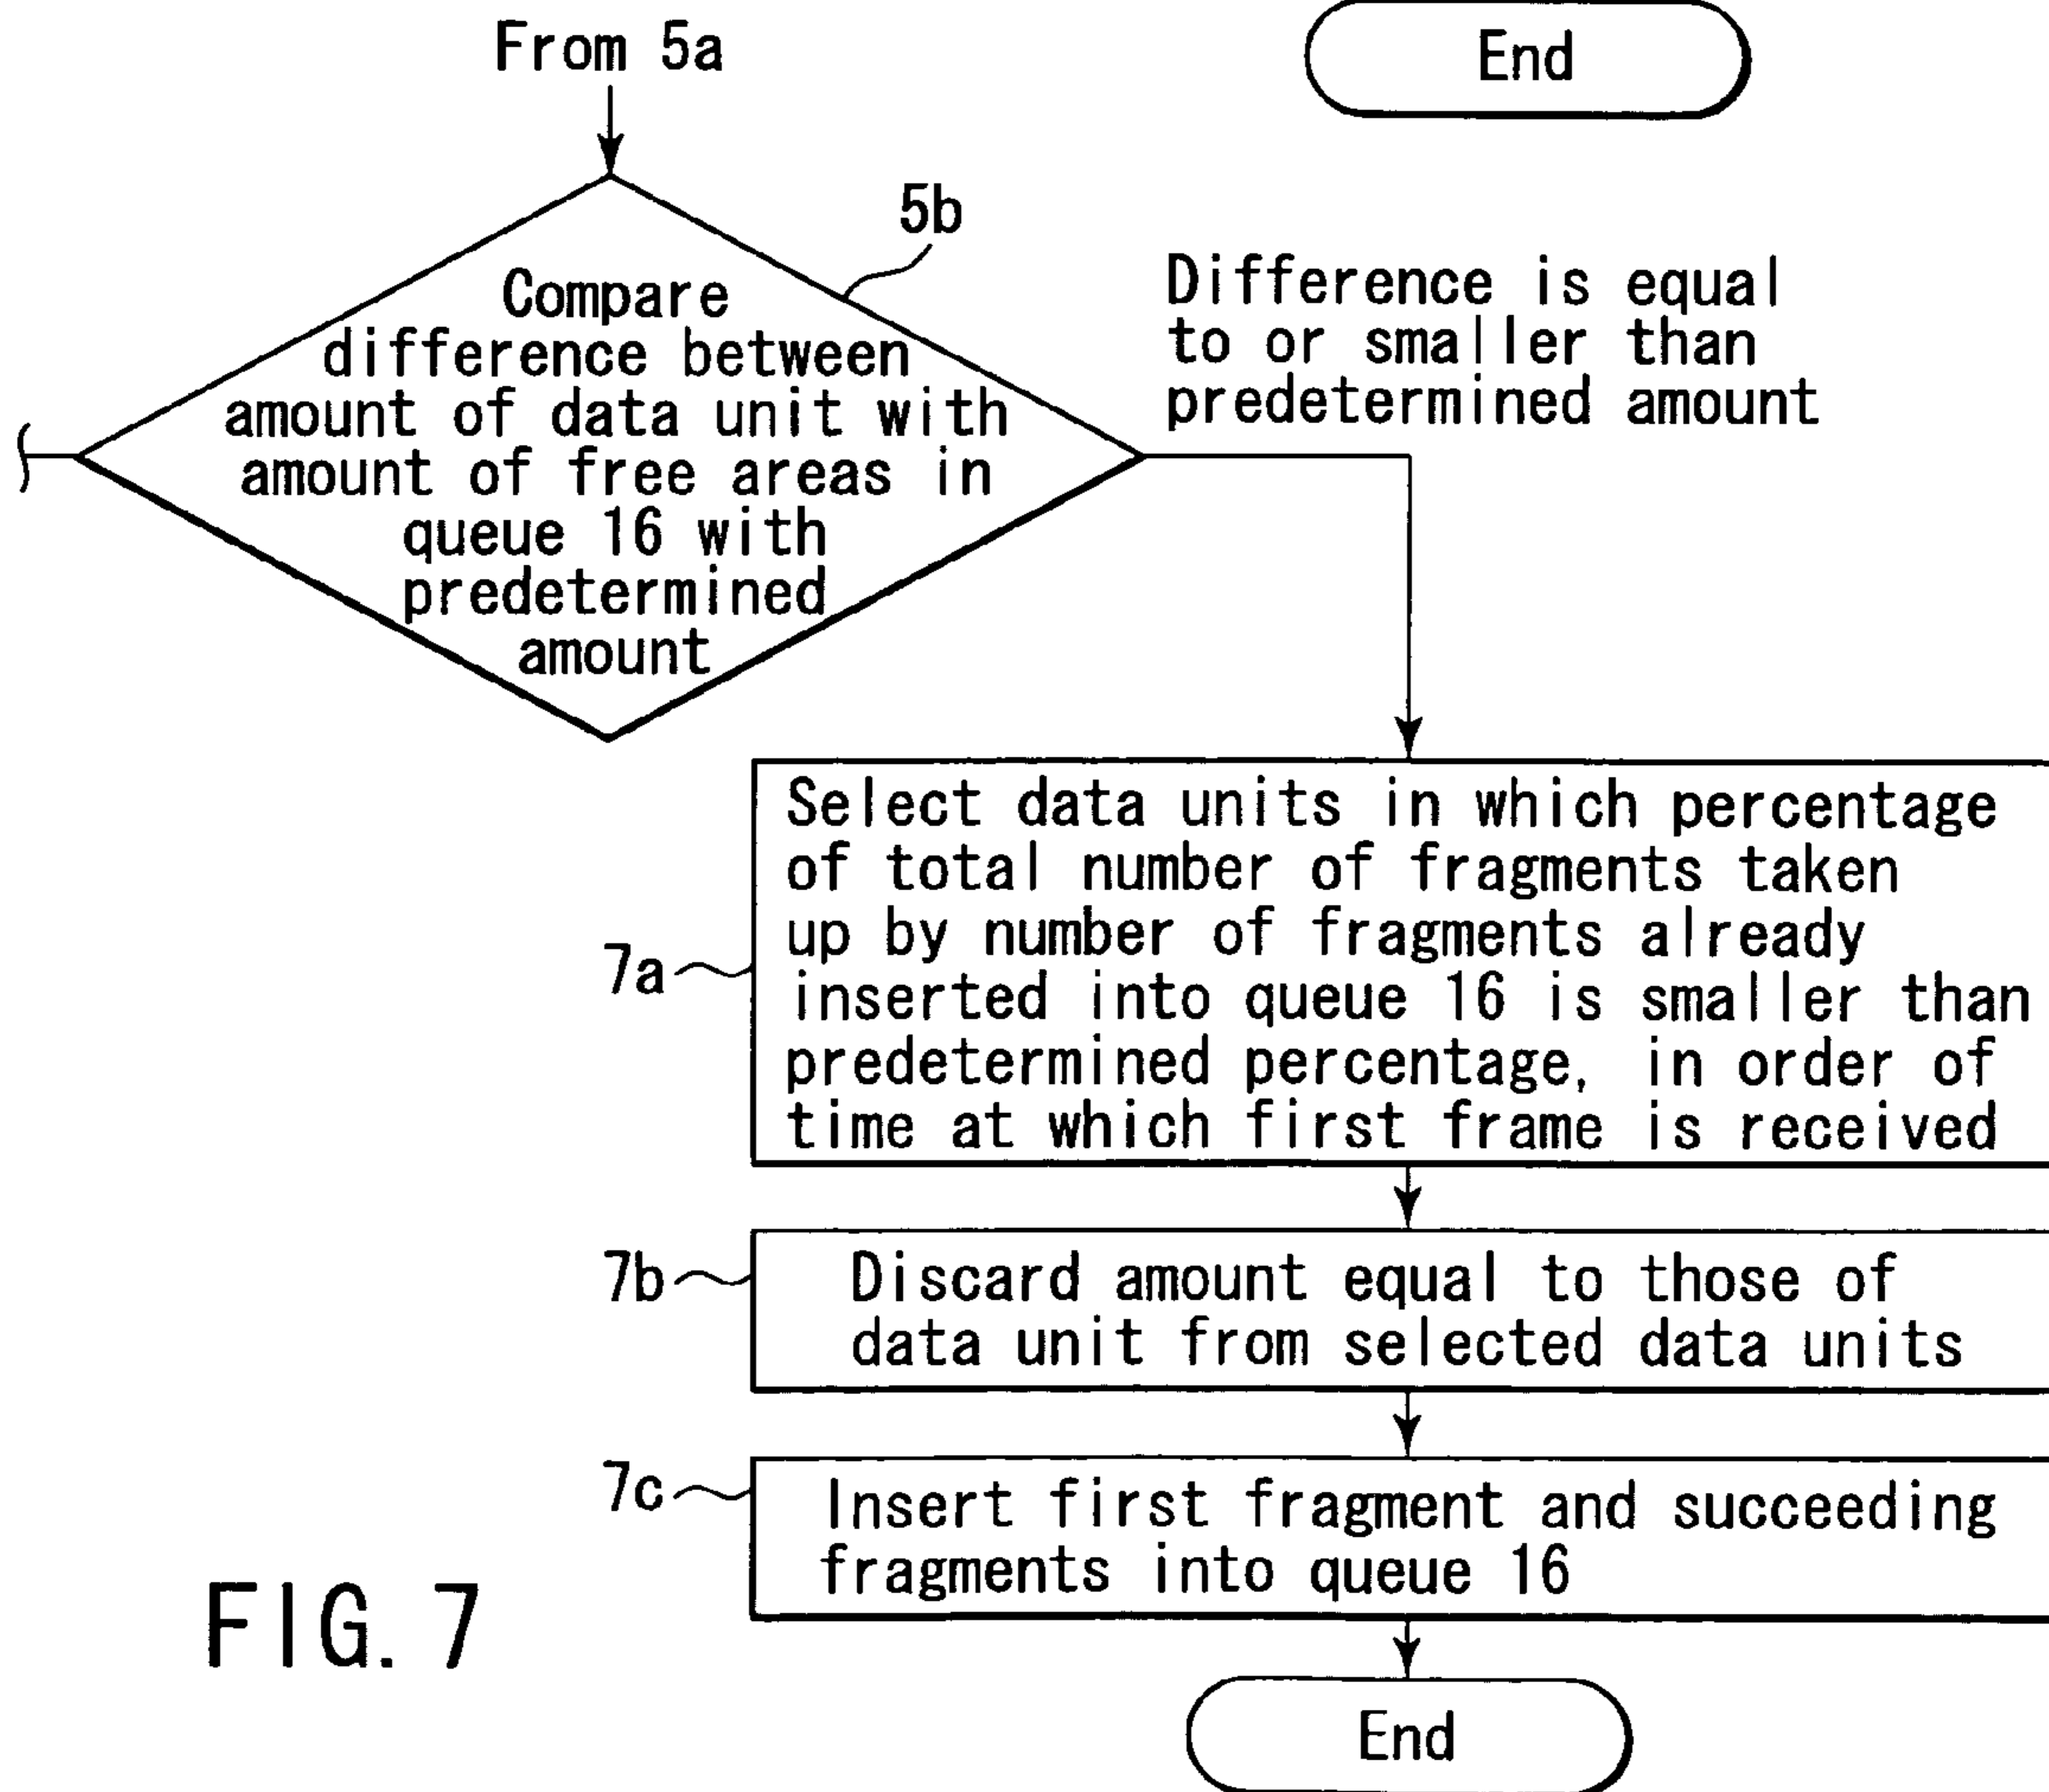 From 5a
End
5b
Compare
difference between
amount of data unit with
amount of free areas in
queue 16 with
predetermined
amount
Difference is equal
to or smaller than
predetermined amount
7a
Select data units in which percentage
of total number of fragments taken
up by number of fragments already
inserted into queue 16 is smaller than
predetermined percentage, in order of
time at which first frame is received
7b
Discard amount equal to those of
data unit from selected data units
7c
Insert first fragment and succeeding
fragments into queue 16
End
FIG. 7